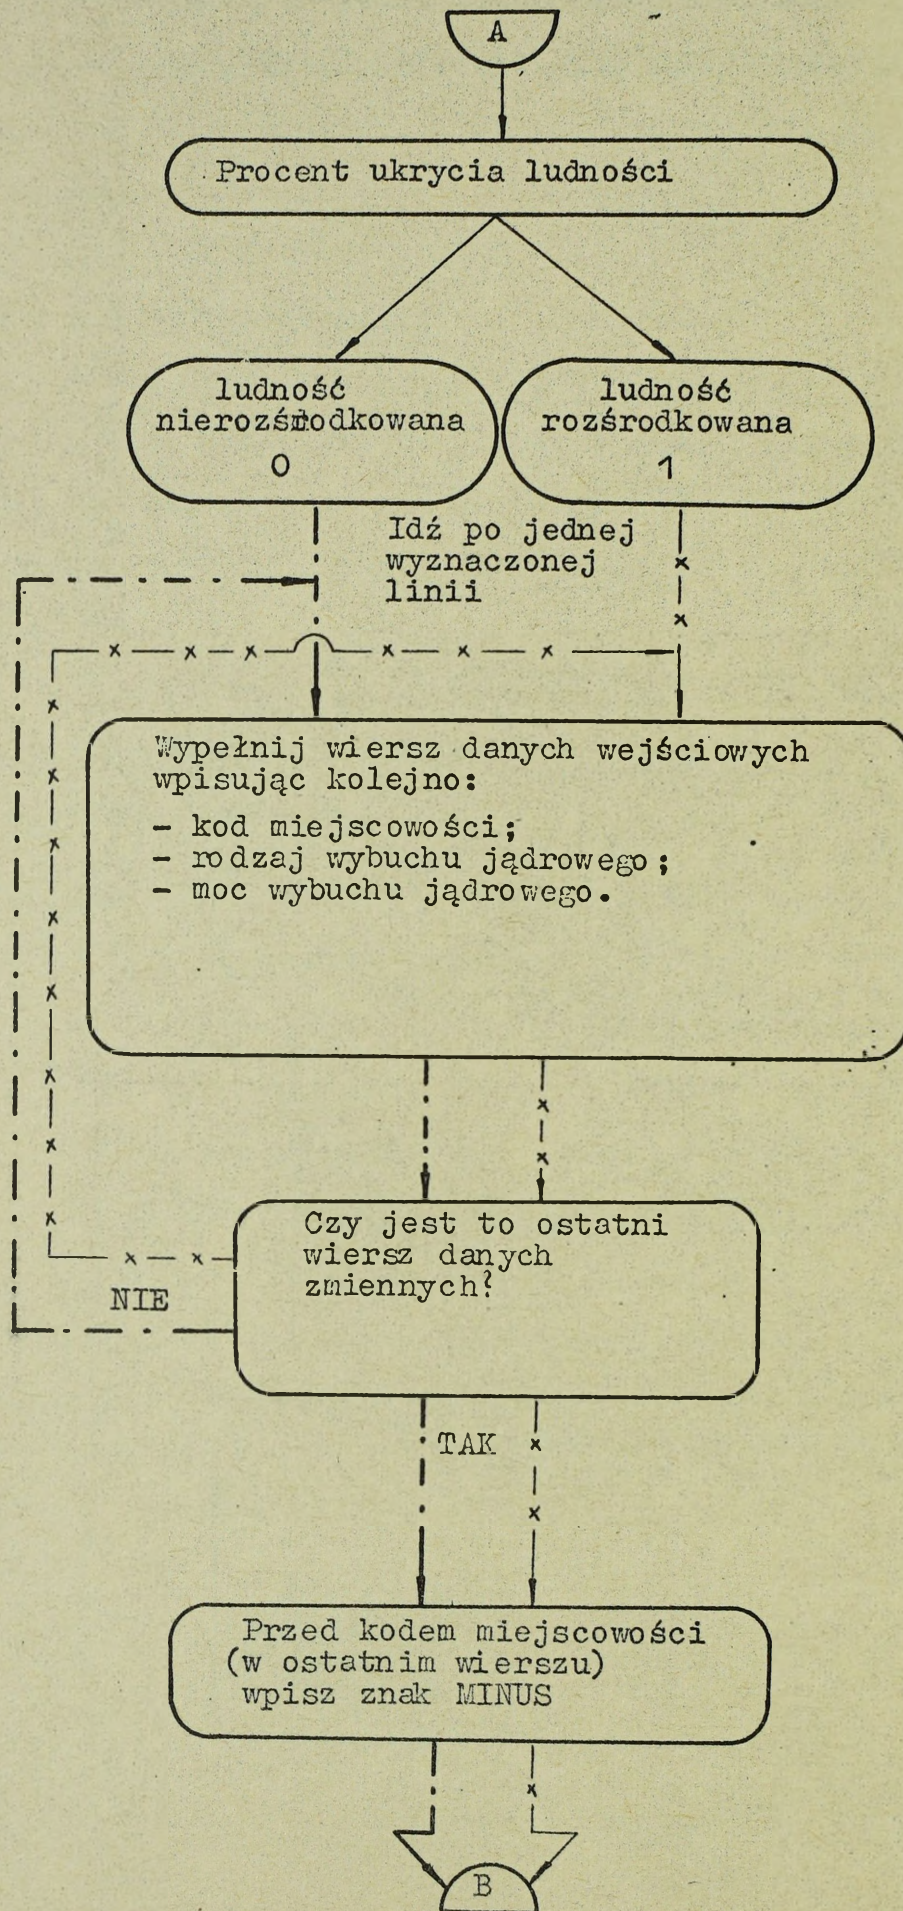 A
Procent ukrycia ludności
ludność
nierozśrodkowana
0
ludność
rozśrodkowana
1
Idź po jednej
wyznaczonej
linii
Wypełnij wiersz danych wejściowych
wpisując kolejno:
- kod miejscowości;
- rodzaj wybuchu jądrowego;
- moc wybuchu jądrowego.
Czy jest to ostatni
wiersz danych
zmiennych?
NIE
TAK
Przed kodem miejscowości
(w ostatnim wierszu)
wpisz znak MINUS
B